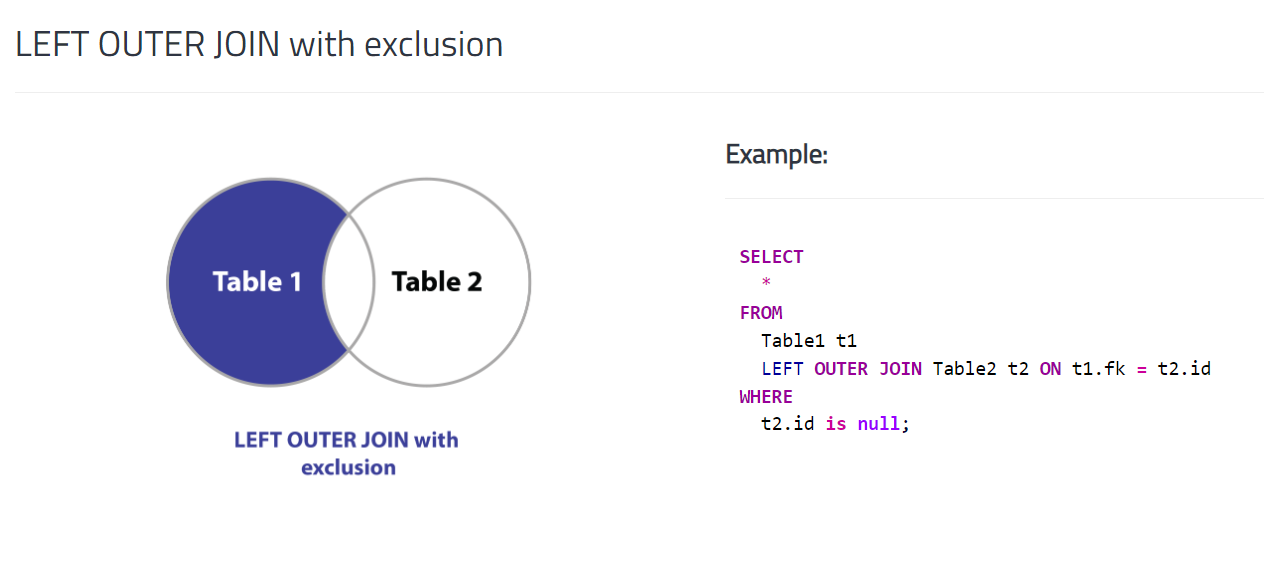 LEFT OUTER JOIN with exclusion
Table 1
Table 2
LEFT OUTER JOIN with
exclusion
Example:
SELECT
*
FROM
Table1 t1
LEFT OUTER JOIN Table2 t2 ON t1.fk = t2.id
WHERE
t2.id is null;